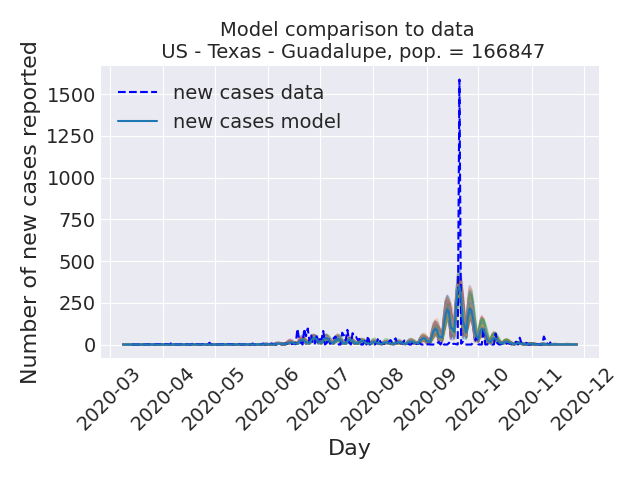 Model comparison to data
US - Texas - Guadalupe, pop. = 166847
Number of new cases reported
1500
1250
1000
750
500
250
0
new cases data
new cases model
2020-03
2020-04
2020-05
2020-06
2020-07
2020-08
2020-09
2020-10
2020-11
2020-12
Day